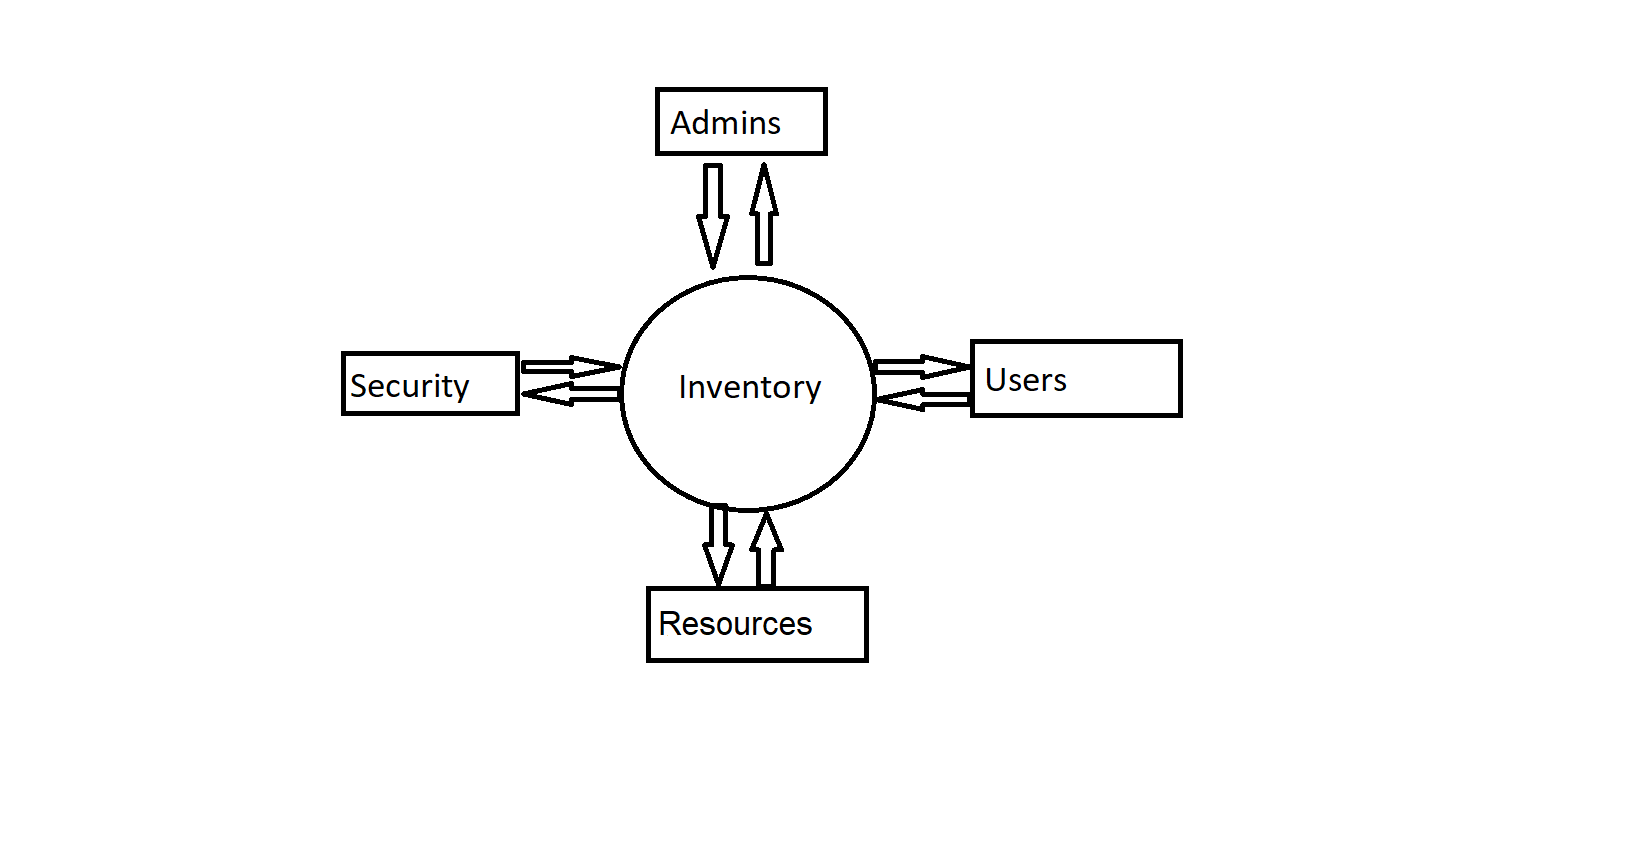 Admins
Security
Inventory
Users
Resources